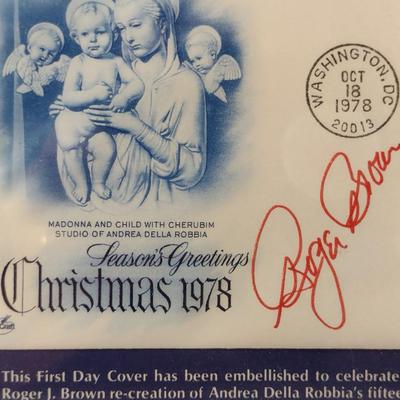 WASHINGTON, DC
OCT
18
1978
20013
MADONNA AND CHILD WITH CHERUBIM
STUDIO OF ANDREA DELLA ROBBIA
Season's Greetings
Christmas 1978
Roger Brown
This First Day Cover has been embellished to celebrate
Roger J. Brown re-creation of Andrea Della Robbia's fiftee